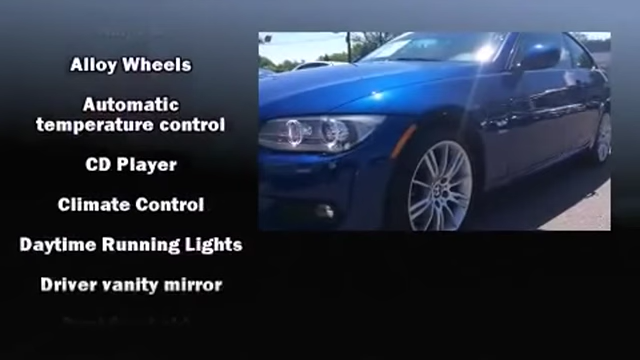 Alloy Wheels
Automatic
temperature control
CD Player
Climate Control
Daytime Running Lights
Driver vanity mirror